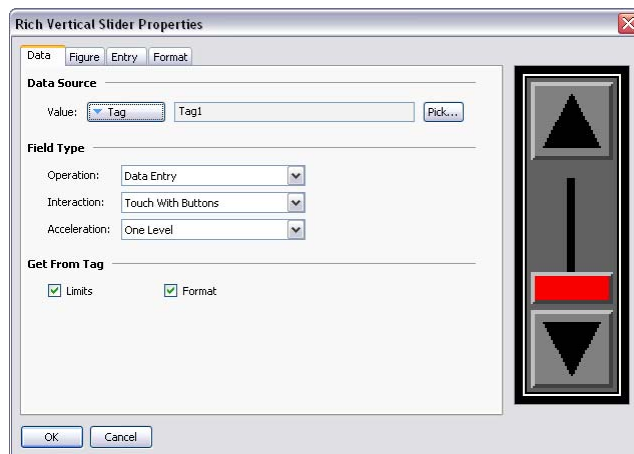 Rich Vertical Slider Properties
Data Figure Entry Format
Data Source
Value: Tag Tag1 Pick...
Field Type
Operation: Data Entry
Interaction: Touch With Buttons
Acceleration: One Level
Get From Tag
Limits Format
OK Cancel